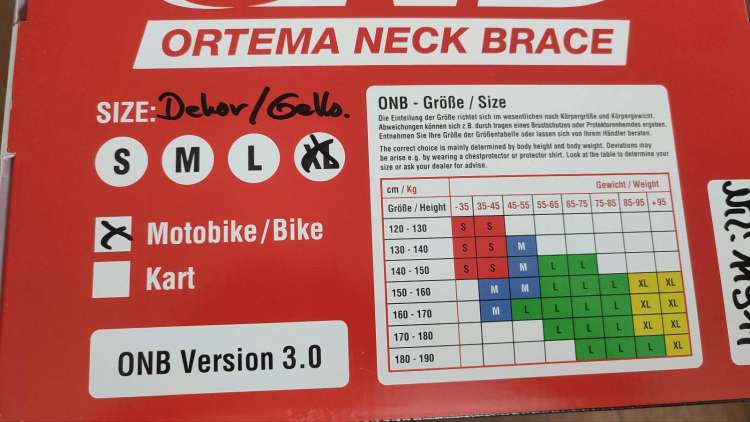 ORTEMA NECK BRACE
SIZE: Dekor/Gelko.
S M L XL
Motobike/Bike
Kart
ONB Version 3.0
ONB - Größe / Size
Die Einteilung der Größe richtet sich im wesentlichen nach Körpergröße und Körpergewicht.
Abweichungen können sich z.B. durch tragen eines Brustschutzes oder Protektorenhemdes ergeben.
Entnehmen Sie Ihre Größe der Größentabelle oder lassen sich von Ihrem Händler beraten.
The correct choice is mainly determined by body height and body weight. Deviations may
be arise e.g. by wearing a chestprotector or protector shirt. Look at the table to determine your
size or ask your dealer for advise.
cm / Kg Gewicht / Weight
Größe / Height -35 35-45 45-55 55-65 65-75 75-85 85-95 +95
120 - 130 S S
130 - 140 S S M
140 - 150 S S M L L
150 - 160 M M L L L XL XL
160 - 170 M L L L L XL XL
170 - 180 L L L XL XL
180 - 190 L L L XL